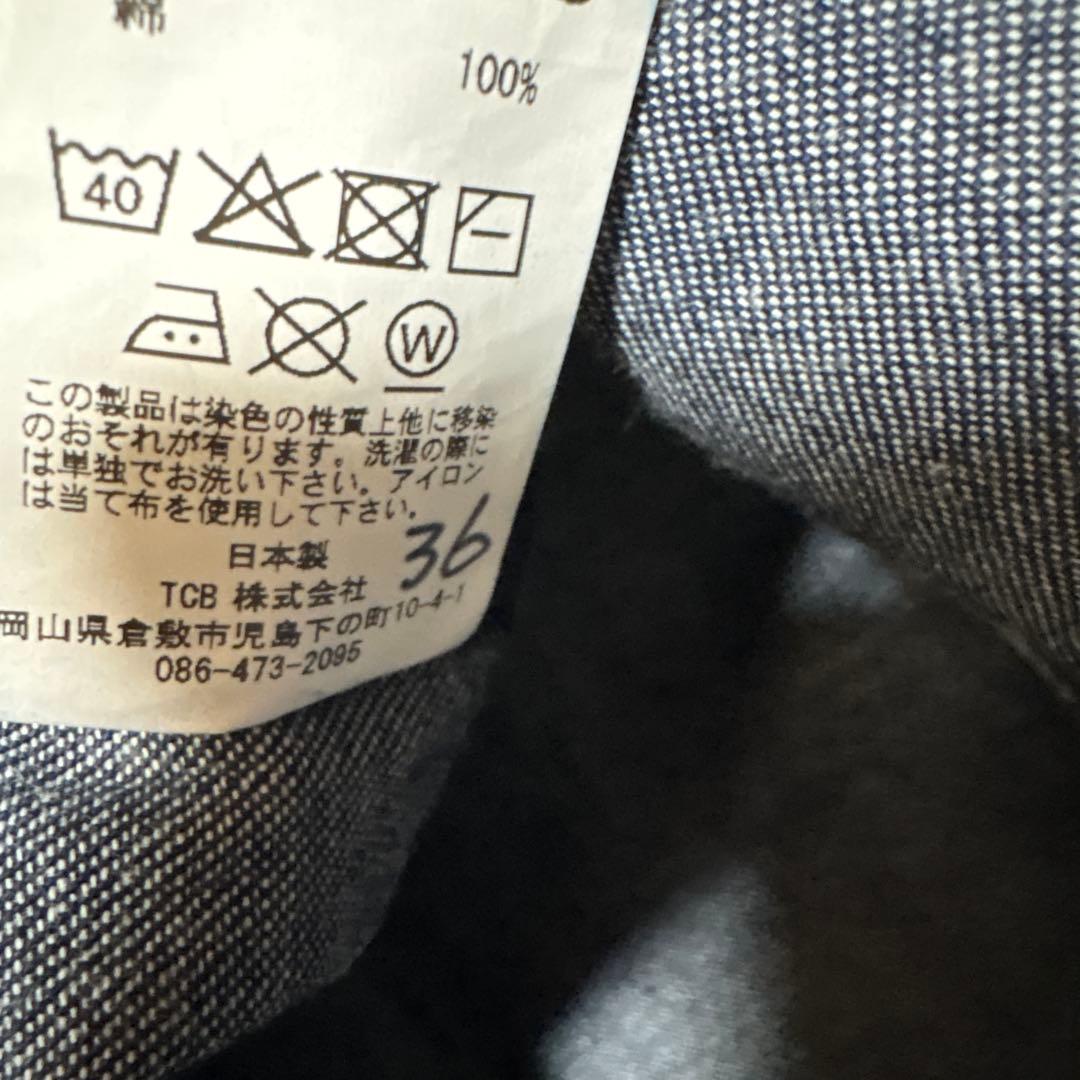 綿
100%
40
W
この製品は染色の性質上他に移染
のおそれが有ります。洗濯の際に
は単独でお洗い下さい。アイロン
は当て布を使用して下さい。
36
日本製
TCB 株式会社
岡山県倉敷市児島下の町10-4-1
086-473-2095